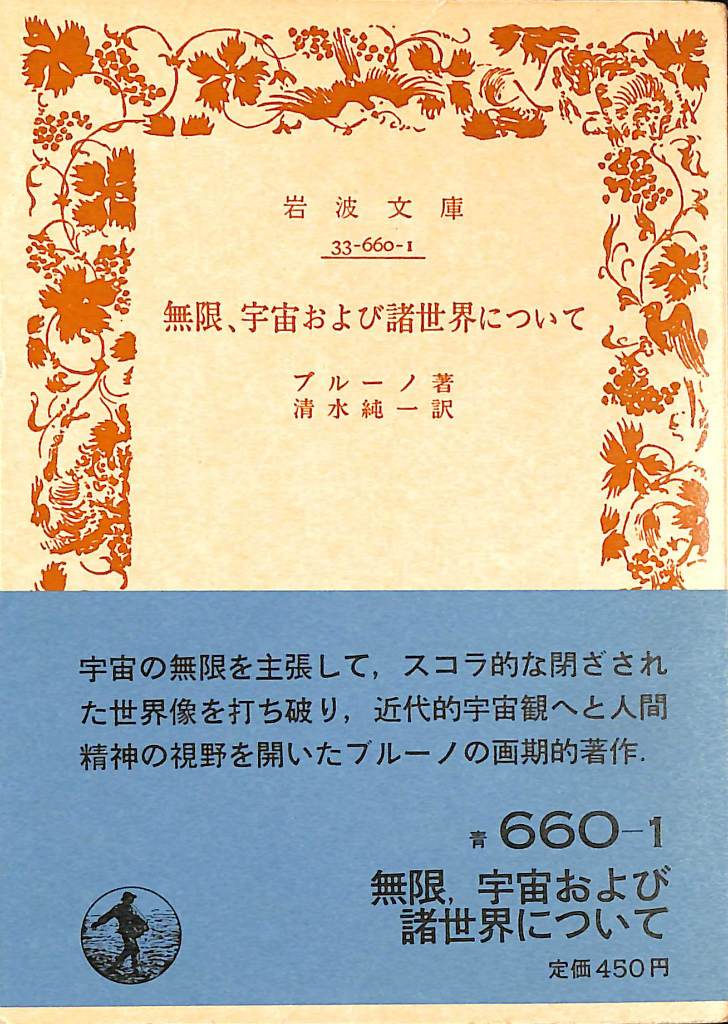 岩波文庫
33-660-1
無限、宇宙および諸世界について
ブルーノ著
清水純一訳
宇宙の無限を主張して，スコラ的な閉ざされ
た世界像を打ち破り，近代的宇宙観へと人間
精神の視野を開いたブルーノの画期的著作．
青 660-1
無限，宇宙および
諸世界について
定価450円